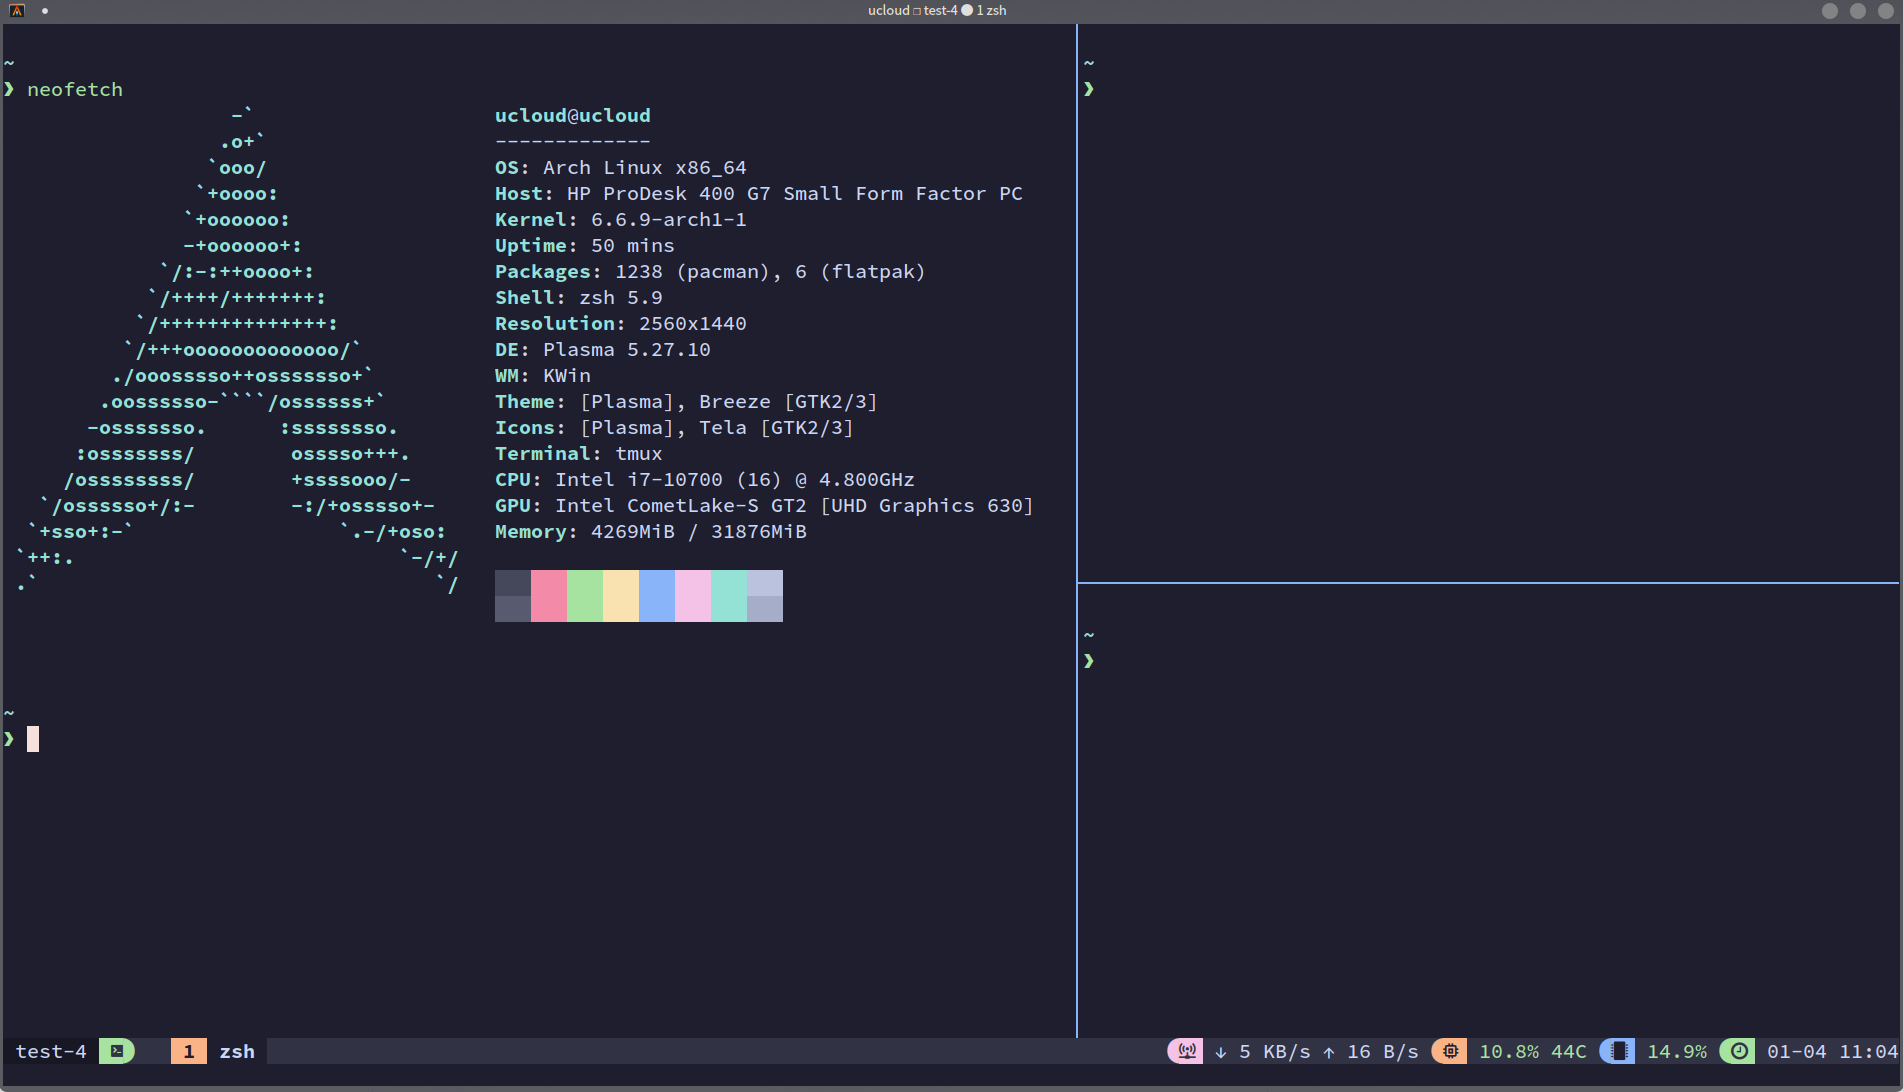 ucloud ❐ test-4 ● 1 zsh
~
❯ neofetch
                   -`
                  .o+`
                 `ooo/
                `+oooo:
               `+oooooo:
               -+oooooo+:
             `/:-:++oooo+:
            `/++++/+++++++:
           `/++++++++++++++:
          `/+++ooooooooooooo/`
         ./ooosssso++osssssso+`
        .oossssso-````/ossssss+`
       -osssssso.      :ssssssso.
      :osssssss/        osssso+++.
     /ossssssss/        +ssssooo/-
   `/ossssso+/:-        -:/+osssso+-
  `+sso+:-`                 `.-/+oso:
 `++:.                           `-/+/
 .`                                 `/
ucloud@ucloud
-------------
OS: Arch Linux x86_64
Host: HP ProDesk 400 G7 Small Form Factor PC
Kernel: 6.6.9-arch1-1
Uptime: 50 mins
Packages: 1238 (pacman), 6 (flatpak)
Shell: zsh 5.9
Resolution: 2560x1440
DE: Plasma 5.27.10
WM: KWin
Theme: [Plasma], Breeze [GTK2/3]
Icons: [Plasma], Tela [GTK2/3]
Terminal: tmux
CPU: Intel i7-10700 (16) @ 4.800GHz
GPU: Intel CometLake-S GT2 [UHD Graphics 630]
Memory: 4269MiB / 31876MiB
~
❯
~
❯
~
❯
test-4 1 zsh ↓ 5 KB/s ↑ 16 B/s 10.8% 44C 14.9% 01-04 11:04